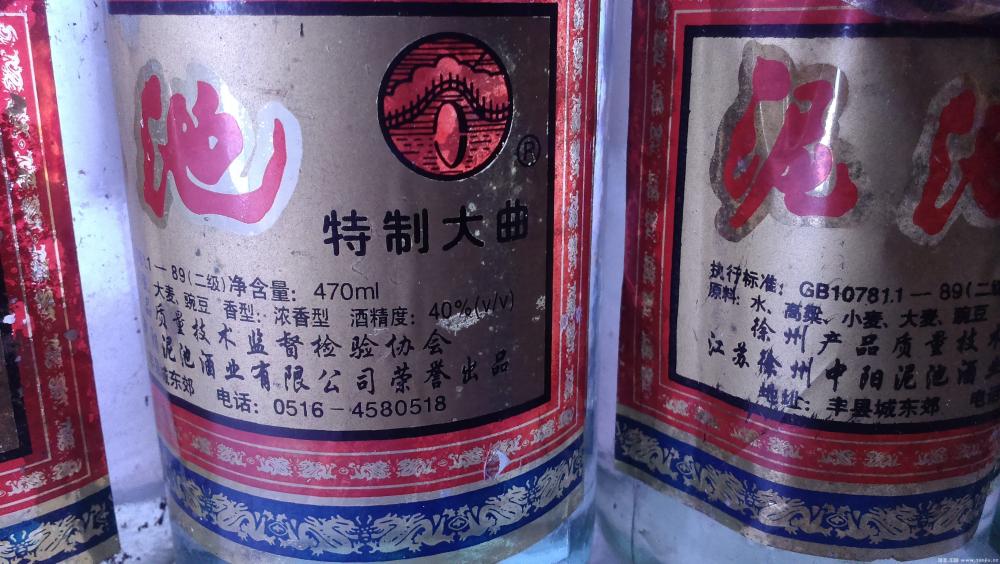 池
®
特制大曲
1—89(二级)净含量：470ml
大麦、豌豆 香型：浓香型 酒精度：40%(v/v)
质量技术监督检验协会
泥池酒业有限公司荣誉出品
城东郊 电话：0516－4580518
泥池
执行标准：GB10781.1—89(二级
原料：水、高粱、小麦、大麦、豌豆
徐州产品质量技术
江苏徐州中阳泥池酒
地址：丰县城东郊 电话